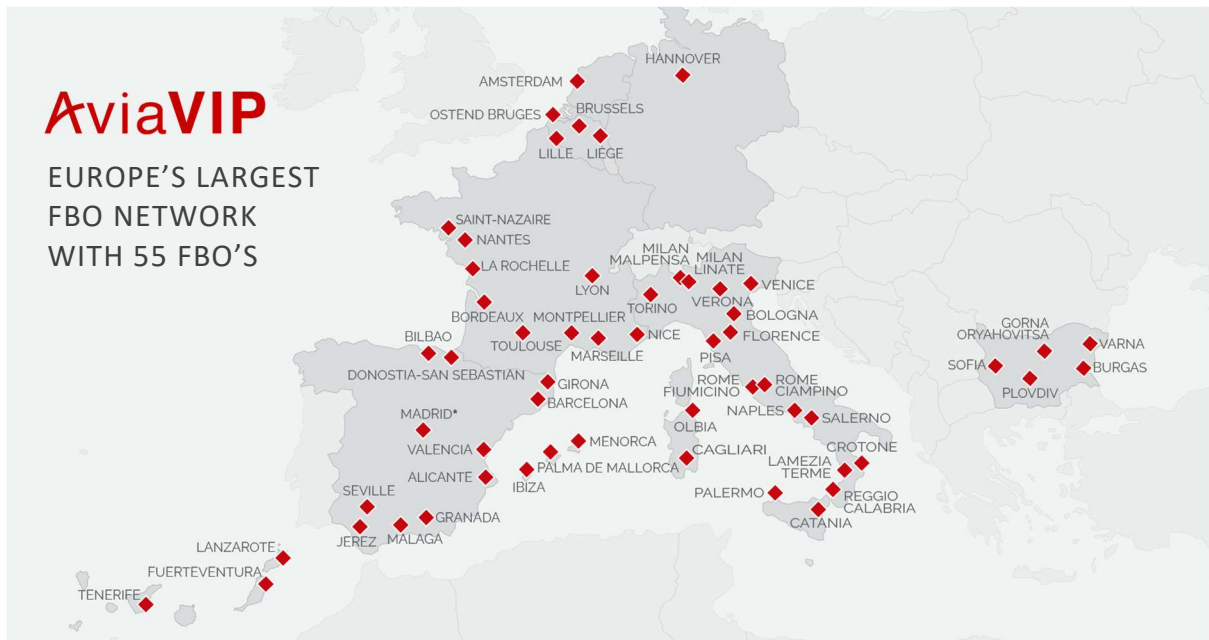 AviaVIP
EUROPE'S LARGEST
FBO NETWORK
WITH 55 FBO'S
HANNOVER
AMSTERDAM
OSTEND BRUGES
BRUSSELS
LILLE
LIÈGE
SAINT-NAZAIRE
NANTES
LA ROCHELLE
LYON
BORDEAUX
MONTPELLIER
TOULOUSE
MARSEILLE
NICE
MILAN
MALPENSA
MILAN
LINATE
VENICE
TORINO
VERONA
BOLOGNA
FLORENCE
PISA
BILBAO
DONOSTIA-SAN SEBASTIÁN
GIRONA
BARCELONA
MADRID*
VALENCIA
ALICANTE
MENORCA
PALMA DE MALLORCA
IBIZA
SEVILLE
JEREZ
MÁLAGA
GRANADA
LANZAROTE
FUERTEVENTURA
TENERIFE
ROME
FIUMICINO
ROME
CIAMPINO
NAPLES
SALERNO
OLBIA
CAGLIARI
CROTONE
LAMEZIA
TERME
REGGIO
CALABRIA
PALERMO
CATANIA
GORNA
ORYAHOVITSA
VARNA
SOFIA
BURGAS
PLOVDIV